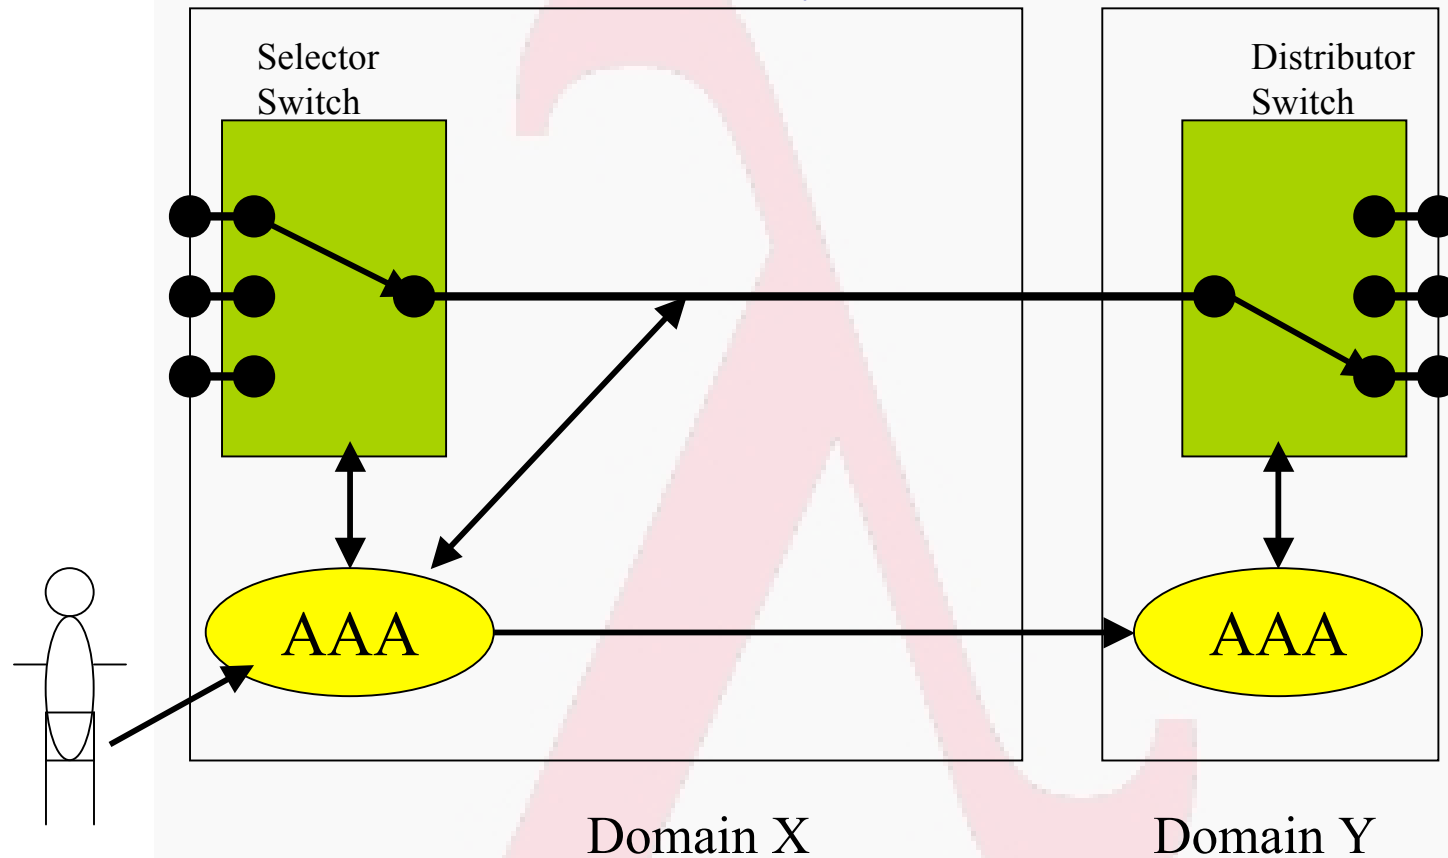 Selector
Switch
Distributor
Switch
AAA
AAA
Domain X
Domain Y